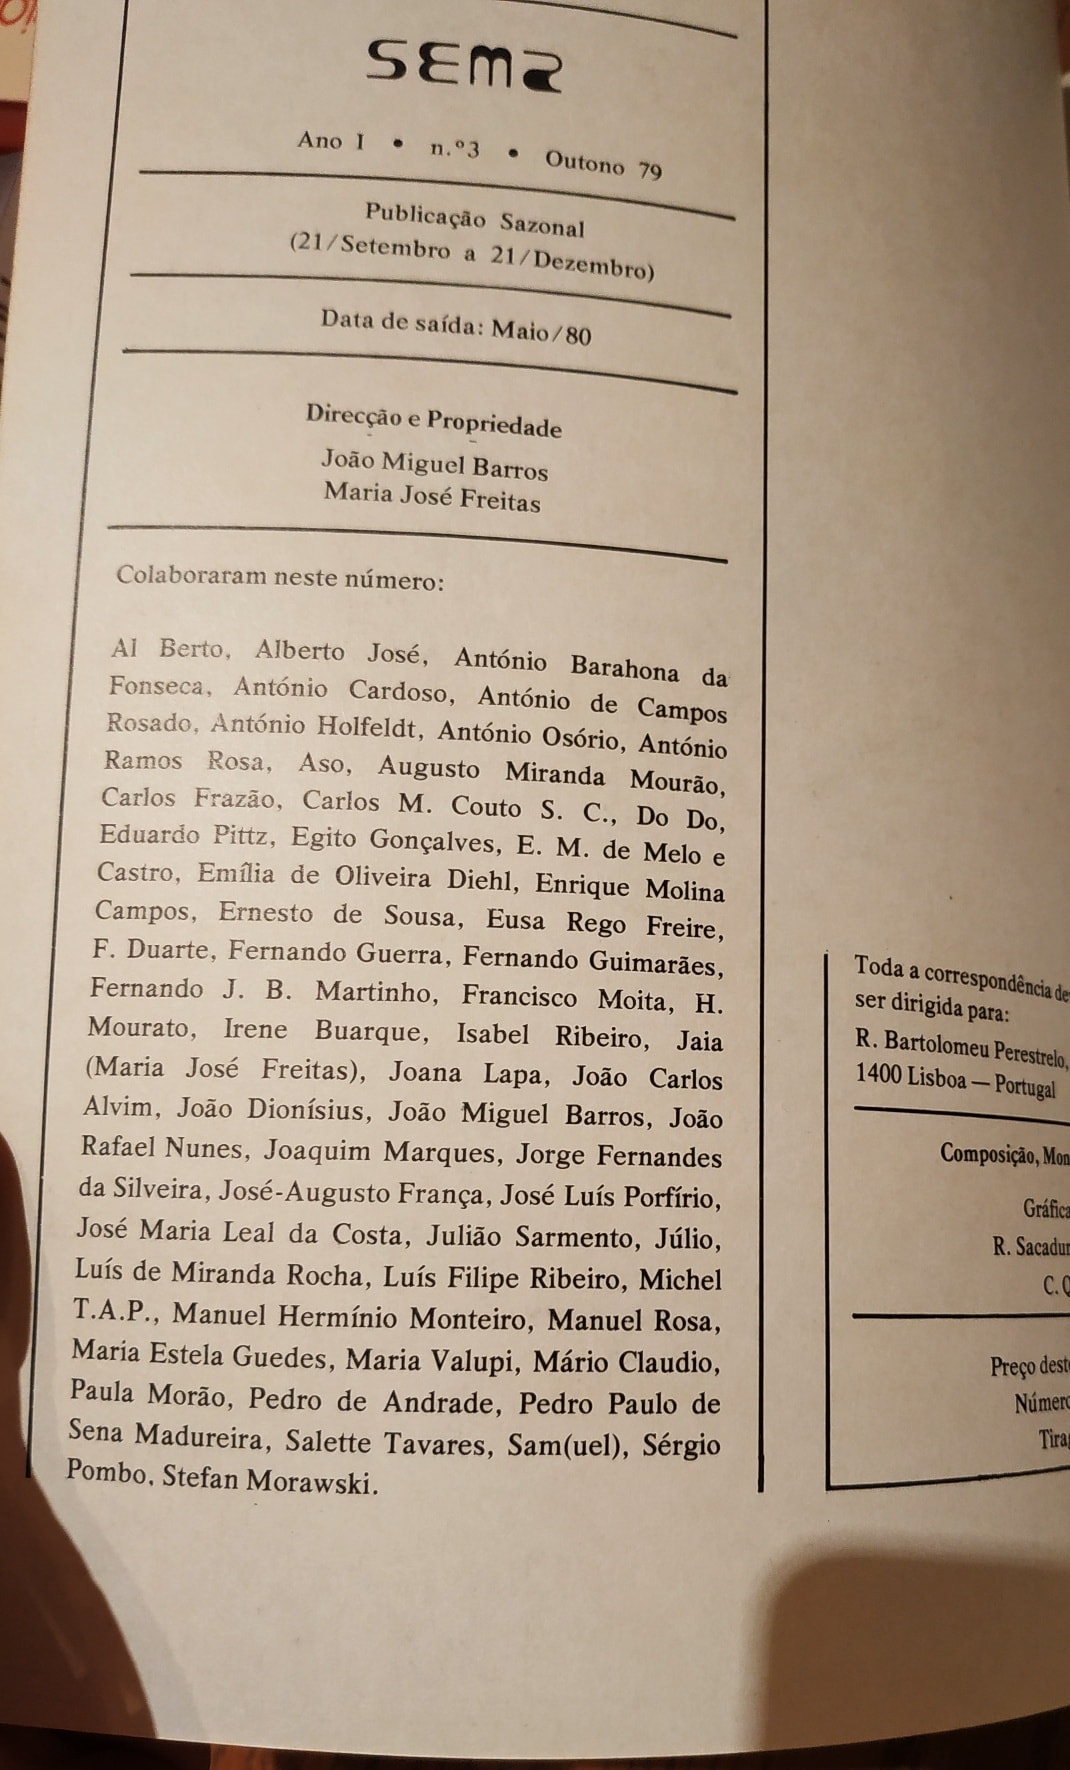 SEMA
Ano I • n.º3 • Outono 79
Publicação Sazonal
(21/Setembro a 21/Dezembro)
Data de saída: Maio/80
Direcção e Propriedade
João Miguel Barros
Maria José Freitas
Colaboraram neste número:
Al Berto, Alberto José, António Barahona da
Fonseca, António Cardoso, António de Campos
Rosado, António Holfeldt, António Osório, António
Ramos Rosa, Aso, Augusto Miranda Mourão,
Carlos Frazão, Carlos M. Couto S. C., Do Do,
Eduardo Pittz, Egito Gonçalves, E. M. de Melo e
Castro, Emília de Oliveira Diehl, Enrique Molina
Campos, Ernesto de Sousa, Eusa Rego Freire,
F. Duarte, Fernando Guerra, Fernando Guimarães,
Fernando J. B. Martinho, Francisco Moita, H.
Mourato, Irene Buarque, Isabel Ribeiro, Jaia
(Maria José Freitas), Joana Lapa, João Carlos
Alvim, João Dionísius, João Miguel Barros, João
Rafael Nunes, Joaquim Marques, Jorge Fernandes
da Silveira, José-Augusto França, José Luís Porfírio,
José Maria Leal da Costa, Julião Sarmento, Júlio,
Luís de Miranda Rocha, Luís Filipe Ribeiro, Michel
T.A.P., Manuel Hermínio Monteiro, Manuel Rosa,
Maria Estela Guedes, Maria Valupi, Mário Claudio,
Paula Morão, Pedro de Andrade, Pedro Paulo de
Sena Madureira, Salette Tavares, Sam(uel), Sérgio
Pombo, Stefan Morawski.
Toda a correspondência de
ser dirigida para:
R. Bartolomeu Perestrelo,
1400 Lisboa — Portugal
Composição, Mon
Gráfica
R. Sacadur
C. Q
Preço dest
Número
Tirag